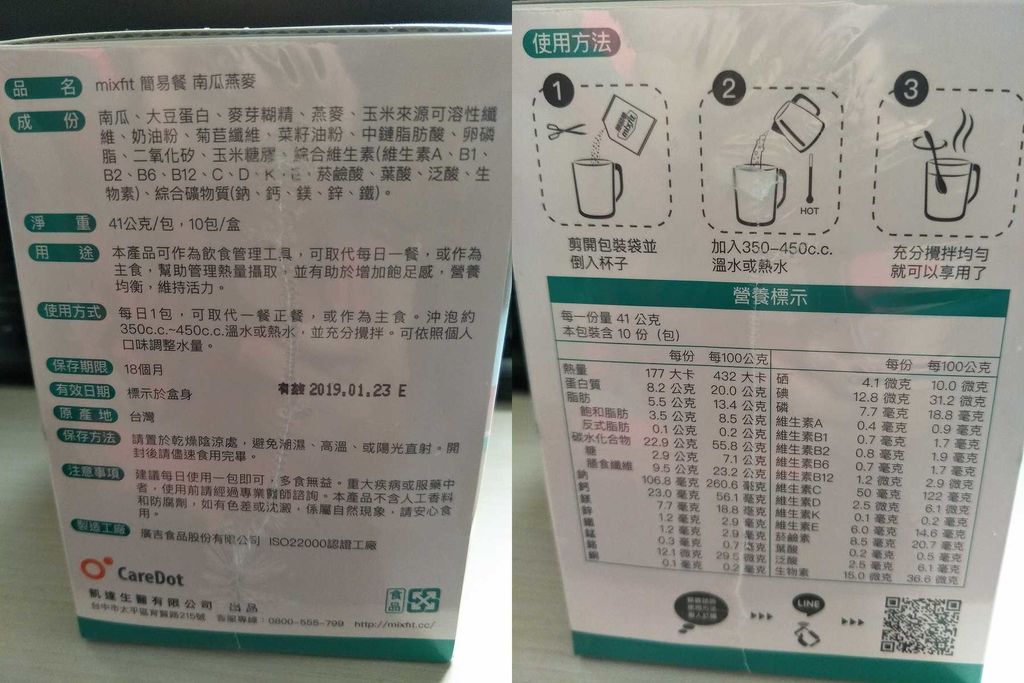 品名 mixfit 簡易餐 南瓜燕麥
成份 南瓜、大豆蛋白、麥芽糊精、燕麥、玉米來源可溶性纖
維、奶油粉、菊苣纖維、菜籽油粉、中鏈脂肪酸、卵磷
脂、二氧化矽、玉米糖膠、綜合維生素(維生素A、B1、
B2、B6、B12、C、D、K、E、菸鹼酸、葉酸、泛酸、生
物素)、綜合礦物質(鈉、鈣、鎂、鋅、鐵)。
淨重 41公克/包，10包/盒
用途 本產品可作為飲食管理工具，可取代每日一餐，或作為
主食，幫助管理熱量攝取，並有助於增加飽足感，營養
均衡，維持活力。
使用方式 每日1包，可取代一餐正餐，或作為主食。沖泡約
350c.c.~450c.c.溫水或熱水，並充分攪拌。可依照個人
口味調整水量。
保存期限 18個月
有效日期 標示於盒身 有效 2019.01.23 E
原產地 台灣
保存方法 請置於乾燥陰涼處，避免潮濕、高溫、或陽光直射。開
封後請儘速食用完畢。
注意事項 建議每日使用一包即可，多食無益。重大疾病或服藥中
者，使用前請經過專業醫師諮詢。本產品不含人工香料
和防腐劑，如有色差或沈澱，係屬自然現象，請安心食
用。
製造工廠 廣吉食品股份有限公司 ISO22000認證工廠
CareDot
凱達生醫有限公司 出品
台中市太平區育賢路215號 客服專線：0800-555-799 http://mixfit.cc/
食品
使用方法
1
2
3
mixfit
HOT
剪開包裝袋並
倒入杯子
加入350–450c.c.
溫水或熱水
充分攪拌均勻
就可以享用了
營養標示
每一份量 41 公克
本包裝含 10 份（包）
每份 每100公克 每份 每100公克
熱量 177 大卡 432 大卡 硒 4.1 微克 10.0 微克
蛋白質 8.2 公克 20.0 公克 碘 12.8 微克 31.2 微克
脂肪 5.5 公克 13.4 公克 磷 7.7 毫克 18.8 毫克
飽和脂肪 3.5 公克 8.5 公克 維生素A 0.4 毫克 0.9 毫克
反式脂肪 0.1 公克 0.2 公克 維生素B1 0.7 毫克 1.7 毫克
碳水化合物 22.9 公克 55.8 公克 維生素B2 0.8 毫克 1.9 毫克
糖 2.9 公克 7.1 公克 維生素B6 0.7 毫克 1.7 毫克
膳食纖維 9.5 公克 23.2 公克 維生素B12 1.2 微克 2.9 微克
鈉 106.8 毫克 260.6 毫克 維生素C 50 毫克 122 毫克
鈣 23.0 毫克 56.1 毫克 維生素D 2.5 微克 6.1 微克
鎂 7.7 毫克 18.8 毫克 維生素K 0.1 毫克 0.2 毫克
鋅 1.2 毫克 2.9 毫克 維生素E 6.0 毫克 14.6 毫克
鐵 1.2 毫克 2.9 毫克 菸鹼素 8.5 毫克 20.7 毫克
錳 0.3 毫克 0.7 毫克 葉酸 0.2 毫克 0.5 毫克
鉻 12.1 微克 29.5 微克 泛酸 2.5 毫克 6.1 毫克
銅 0.1 毫克 0.2 毫克 生物素 15.0 微克 36.6 微克
LINE